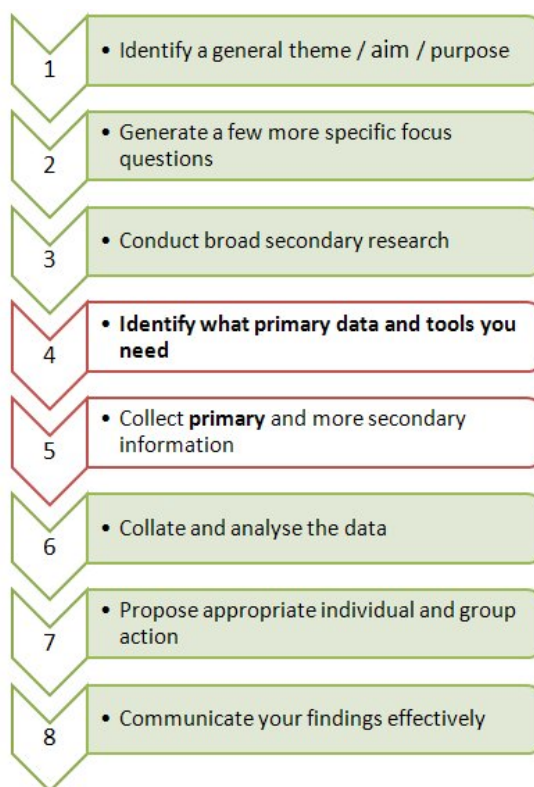 1
• Identify a general theme / aim / purpose
2
• Generate a few more specific focus
questions
3
• Conduct broad secondary research
4
• Identify what primary data and tools you
need
5
• Collect primary and more secondary
information
6
• Collate and analyse the data
7
• Propose appropriate individual and group
action
8
• Communicate your findings effectively